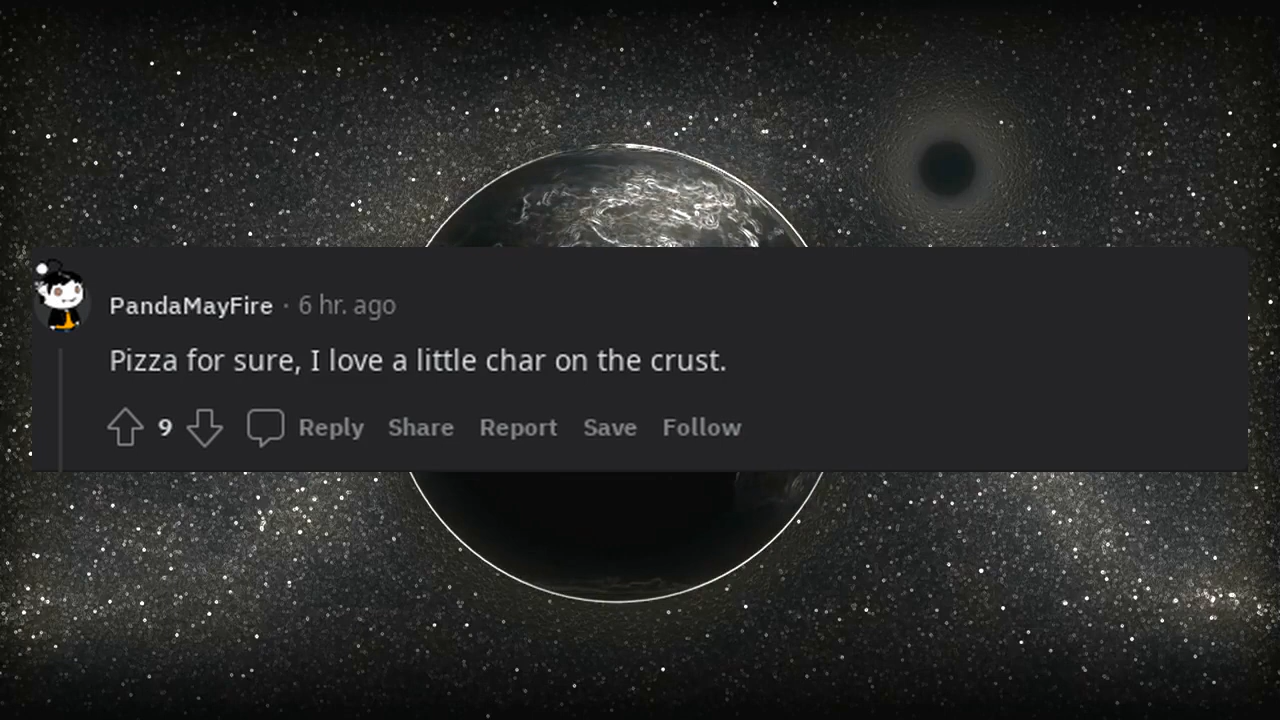 PandaMayFire · 6 hr. ago
Pizza for sure, I love a little char on the crust.
9 Reply Share Report Save Follow